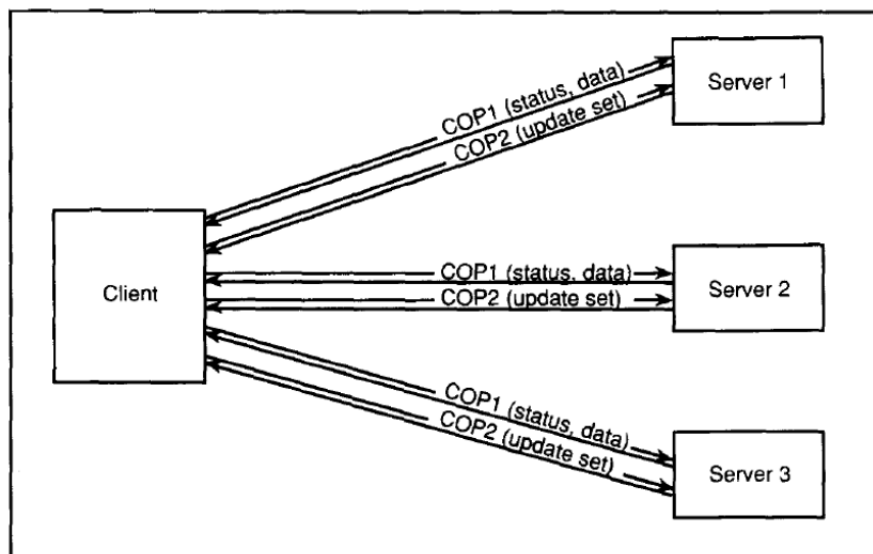 COP1 (status, data)
COP2 (update set)
Server 1
Client
COP1 (status, data)
COP2 (update set)
Server 2
COP1 (status, data)
COP2 (update set)
Server 3